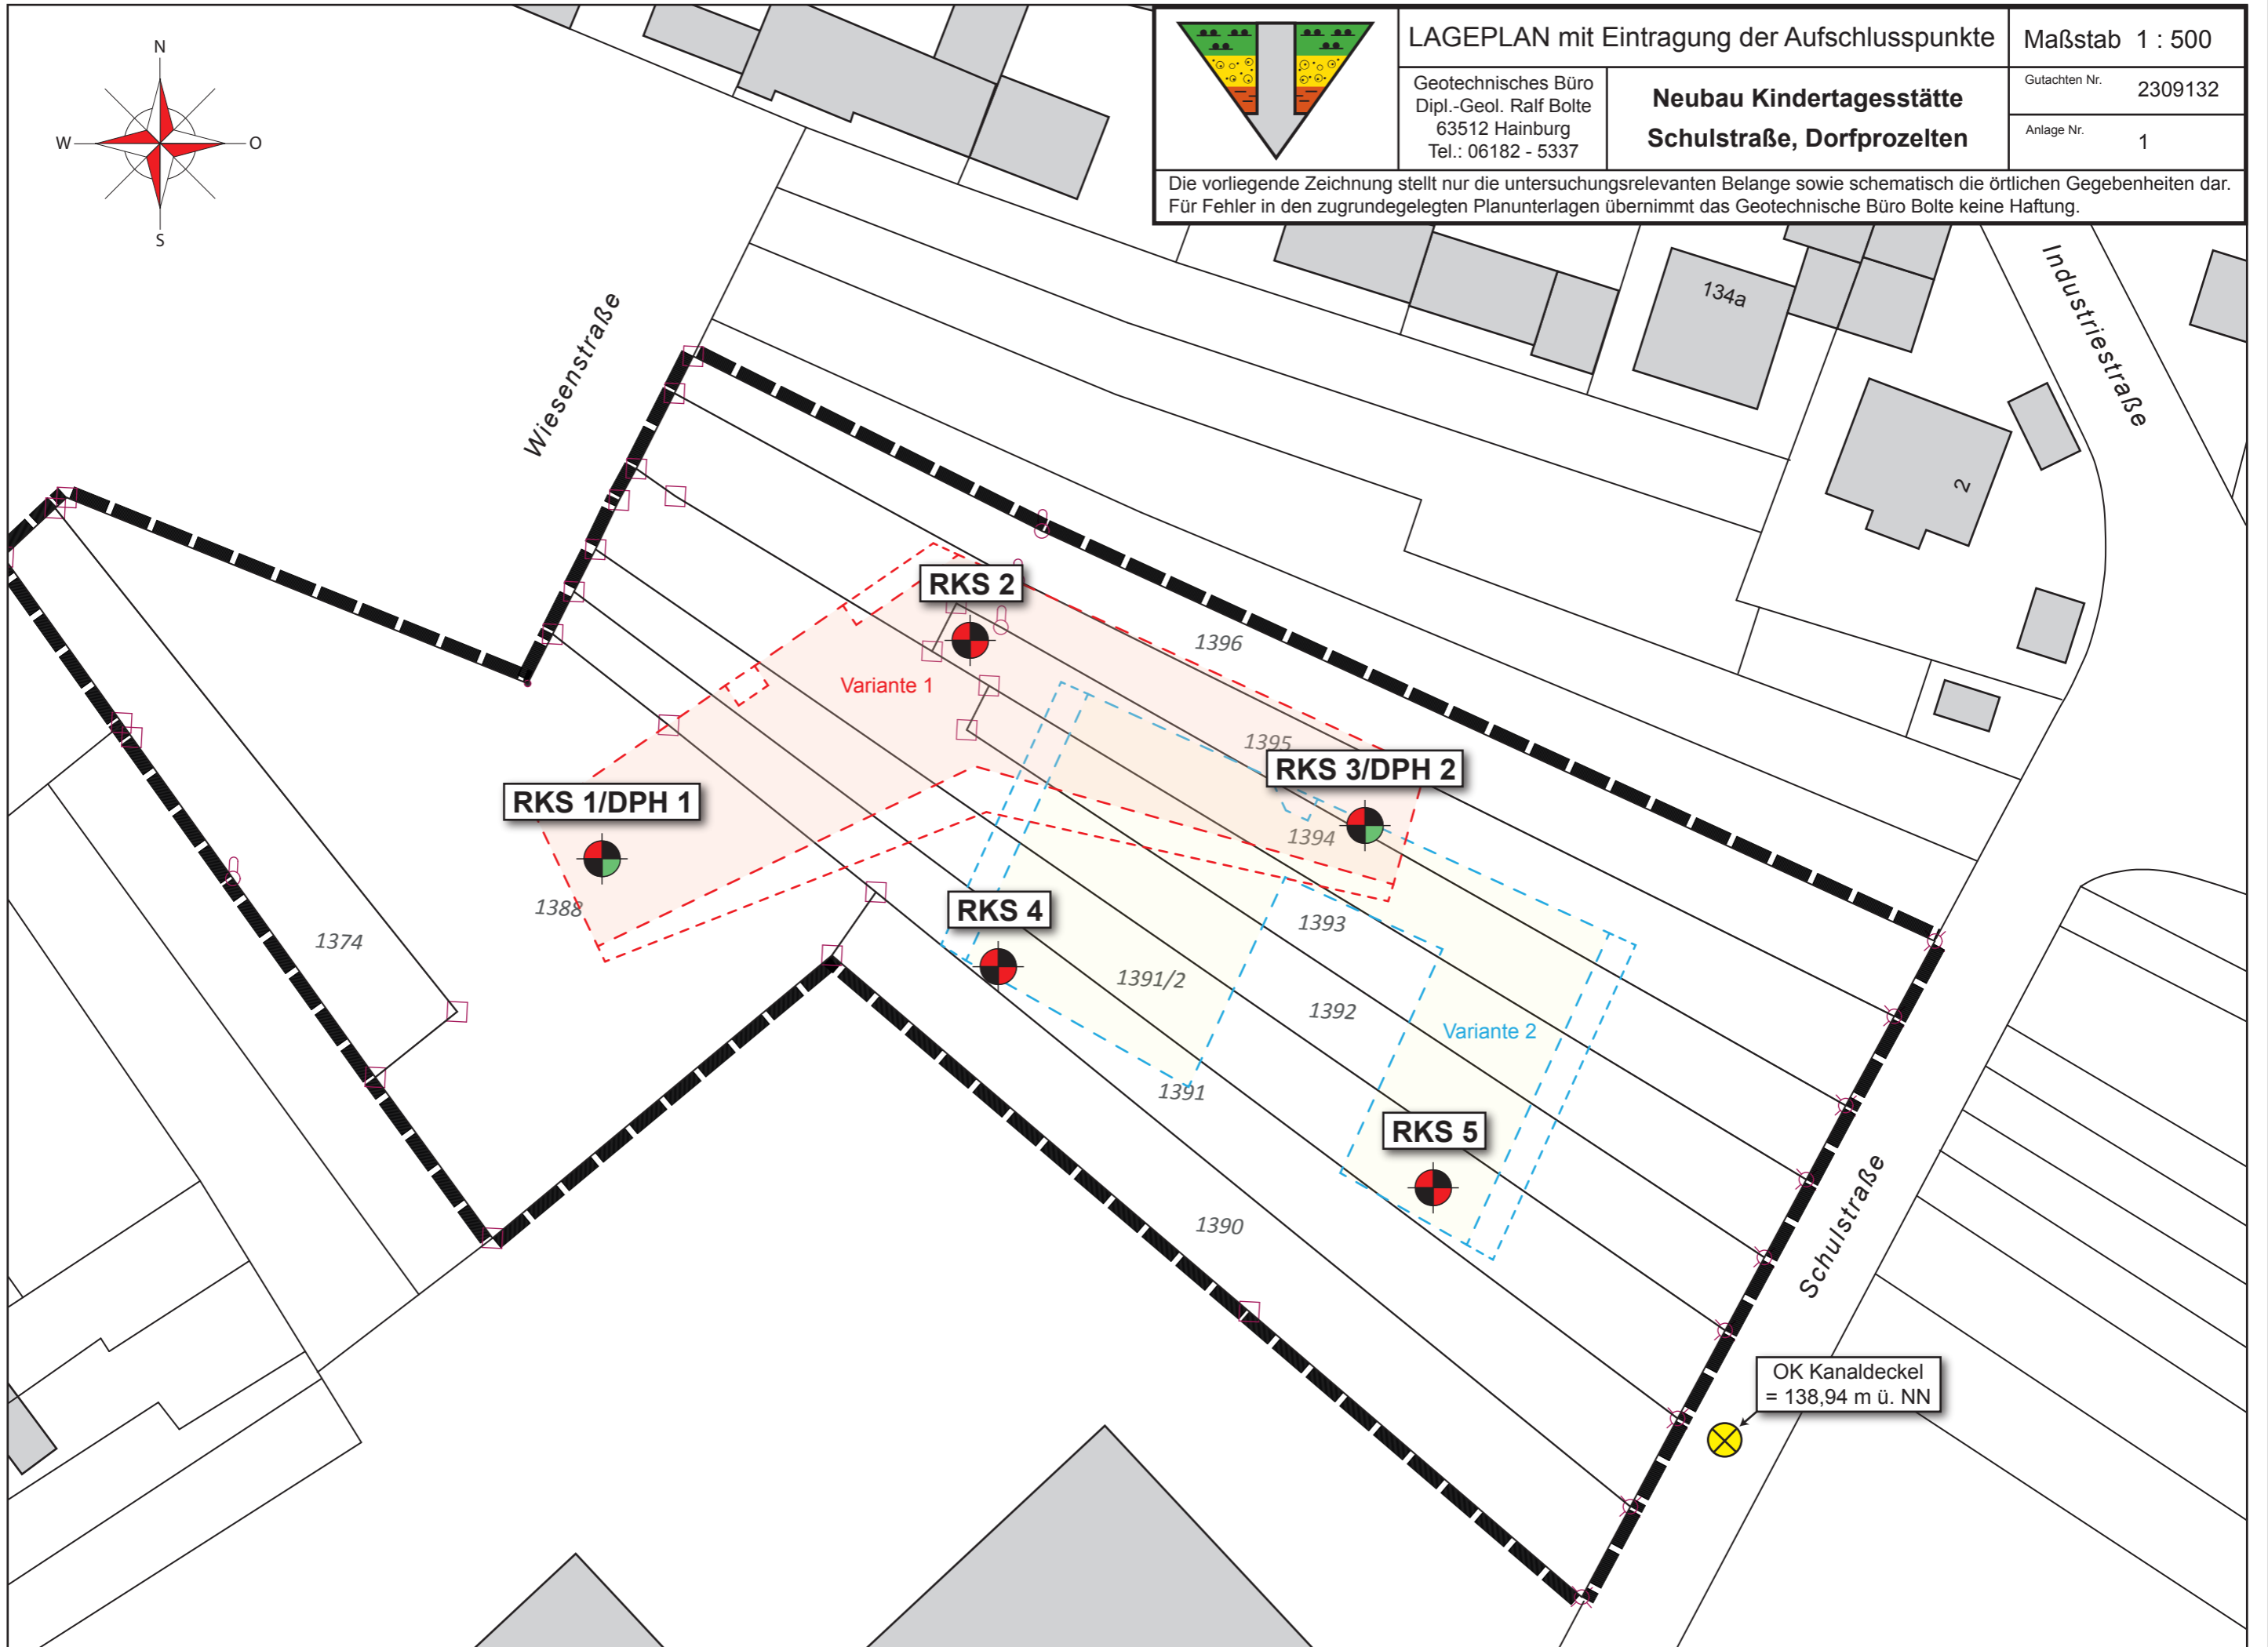 N
W
O
S
LAGEPLAN mit Eintragung der Aufschlusspunkte
Maßstab 1 : 500
Geotechnisches Büro
Dipl.-Geol. Ralf Bolte
63512 Hainburg
Tel.: 06182 - 5337
Neubau Kindertagesstätte
Schulstraße, Dorfprozelten
Gutachten Nr. 2309132
Anlage Nr. 1
Die vorliegende Zeichnung stellt nur die untersuchungsrelevanten Belange sowie schematisch die örtlichen Gegebenheiten dar.
Für Fehler in den zugrundegelegten Planunterlagen übernimmt das Geotechnische Büro Bolte keine Haftung.
134a
Industriestraße
Wiesenstraße
2
RKS 2
1396
Variante 1
1395
RKS 3/DPH 2
RKS 1/DPH 1
1394
1388
RKS 4
1393
1374
1391/2
1392
Variante 2
1391
RKS 5
1390
Schulstraße
OK Kanaldeckel
= 138,94 m ü. NN